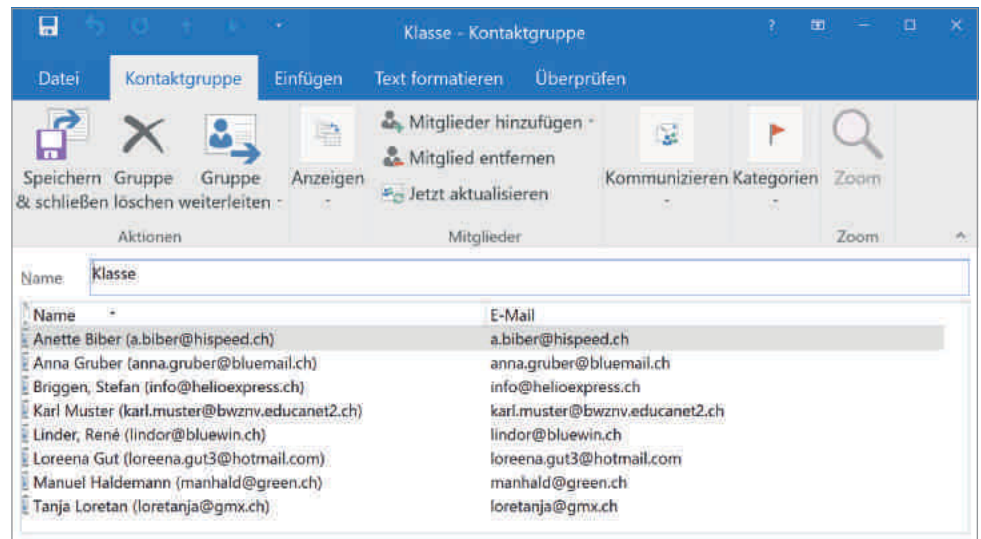 Klasse - Kontaktgruppe ?
Datei Kontaktgruppe Einfügen Text formatieren Überprüfen
Speichern & schließen
Gruppe löschen
Gruppe weiterleiten
Aktionen
Anzeigen
Mitglieder hinzufügen
Mitglied entfernen
Jetzt aktualisieren
Mitglieder
Kommunizieren
Kategorien
Zoom
Zoom
Name Klasse
Name E-Mail
Anette Biber (a.biber@hispeed.ch) a.biber@hispeed.ch
Anna Gruber (anna.gruber@bluemail.ch) anna.gruber@bluemail.ch
Briggen, Stefan (info@helioexpress.ch) info@helioexpress.ch
Karl Muster (karl.muster@bwznv.educanet2.ch) karl.muster@bwznv.educanet2.ch
Linder, René (lindor@bluewin.ch) lindor@bluewin.ch
Loreena Gut (loreena.gut3@hotmail.com) loreena.gut3@hotmail.com
Manuel Haldemann (manhald@green.ch) manhald@green.ch
Tanja Loretan (loretanja@gmx.ch) loretanja@gmx.ch